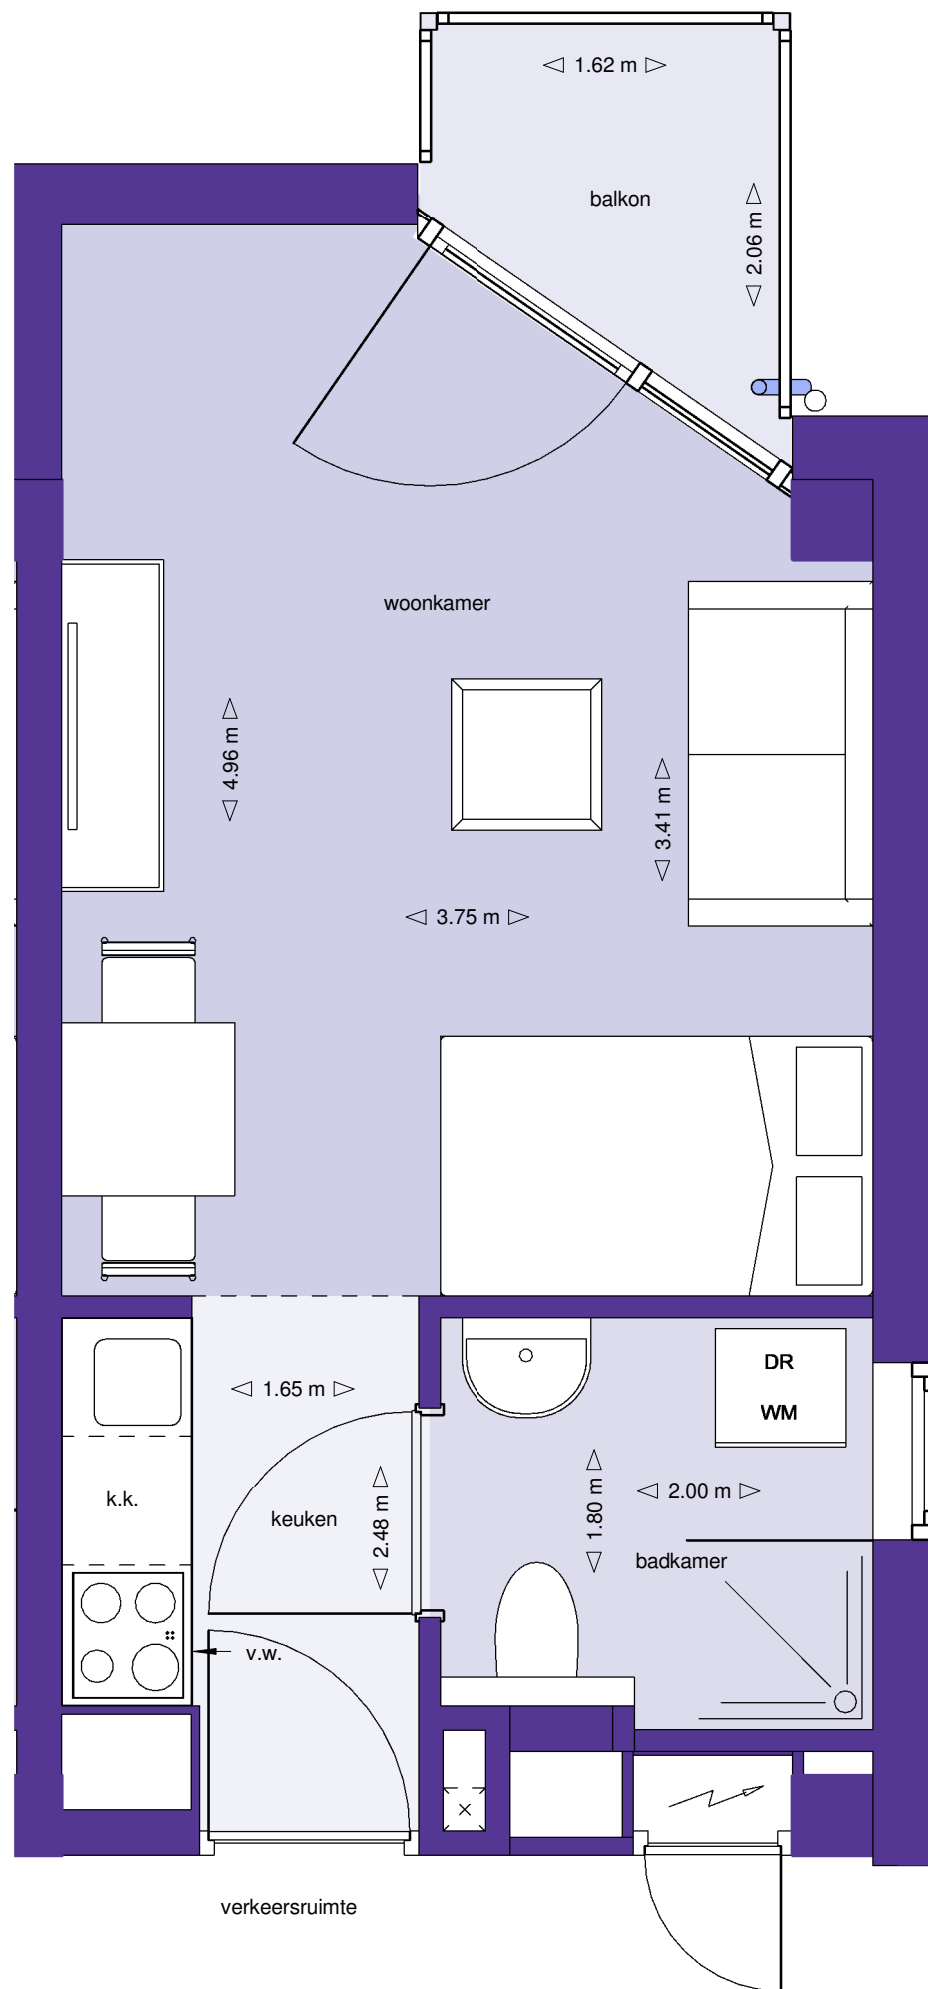 1.62 m
balkon
2.06 m
woonkamer
4.96 m
3.41 m
3.75 m
DR
WM
1.65 m
k.k.
keuken
2.48 m
1.80 m
2.00 m
badkamer
v.w.
verkeersruimte